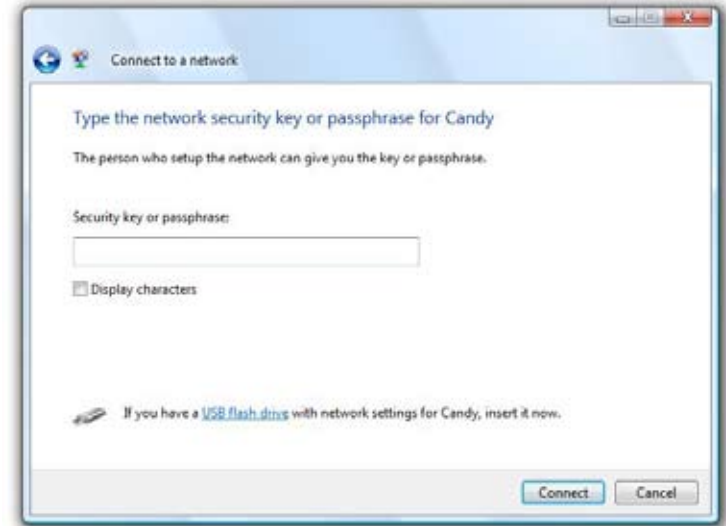 Connect to a network
Type the network security key or passphrase for Candy
The person who setup the network can give you the key or passphrase.
Security key or passphrase:
Display characters
If you have a USB flash drive with network settings for Candy, insert it now.
Connect Cancel